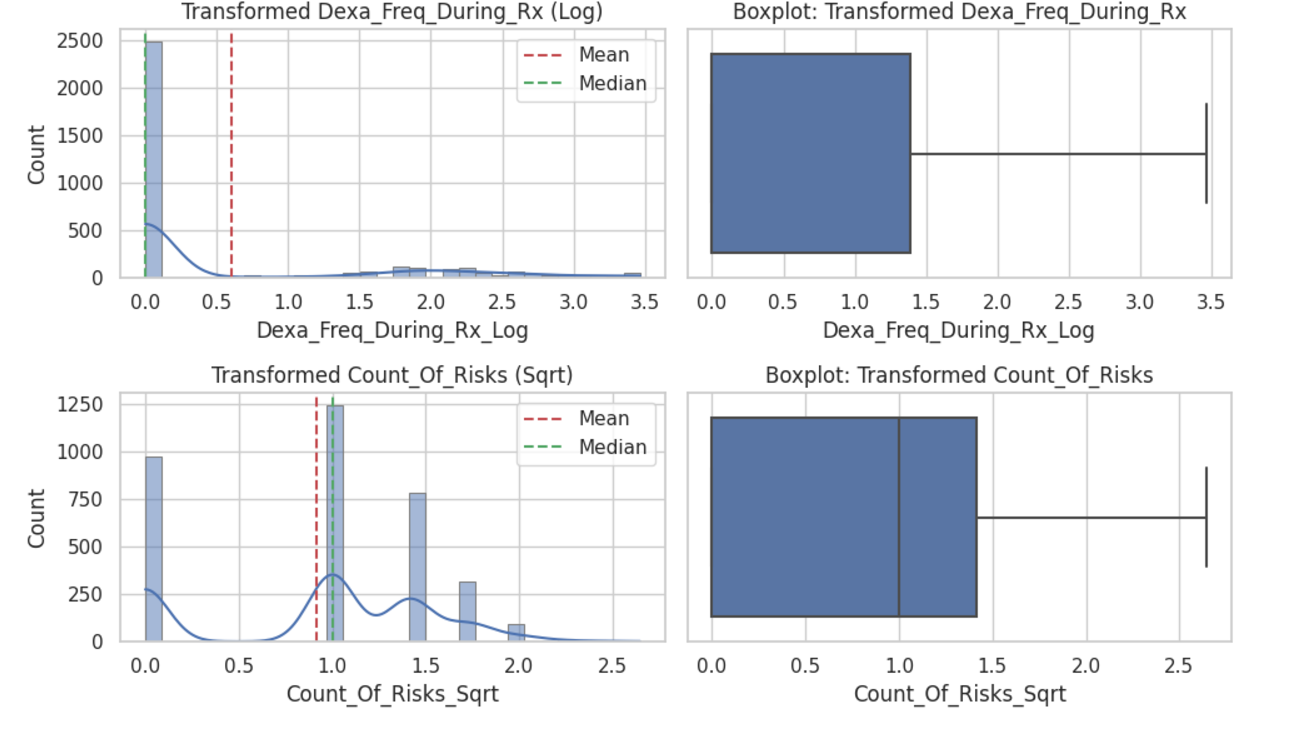 Transformed Dexa_Freq_During_Rx (Log)
2500
2000
1500
1000
500
0
Count
Mean
Median
0.0 0.5 1.0 1.5 2.0 2.5 3.0 3.5
Dexa_Freq_During_Rx_Log
Boxplot: Transformed Dexa_Freq_During_Rx
0.0 0.5 1.0 1.5 2.0 2.5 3.0 3.5
Dexa_Freq_During_Rx_Log
Transformed Count_Of_Risks (Sqrt)
1250
1000
750
500
250
0
Count
Mean
Median
0.0 0.5 1.0 1.5 2.0 2.5
Count_Of_Risks_Sqrt
Boxplot: Transformed Count_Of_Risks
0.0 0.5 1.0 1.5 2.0 2.5
Count_Of_Risks_Sqrt